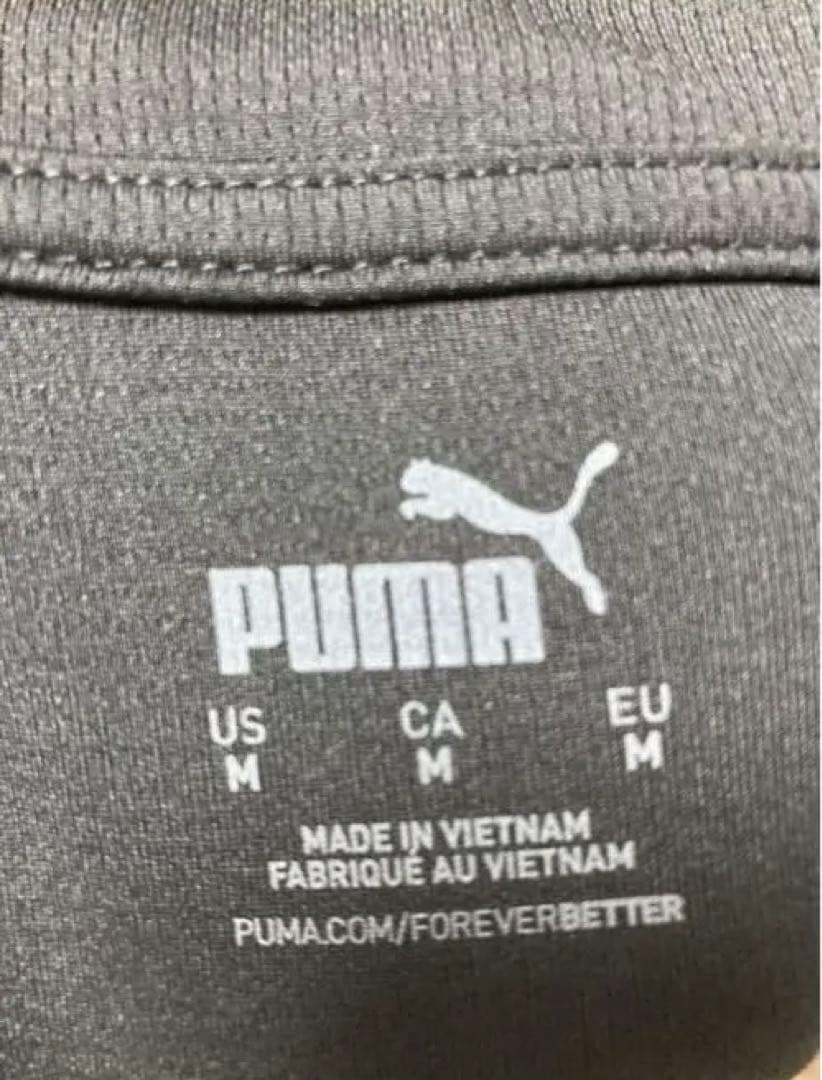 PUMA
US CA EU
M M M
MADE IN VIETNAM
FABRIQUÉ AU VIETNAM
PUMA.COM/FOREVERBETTER